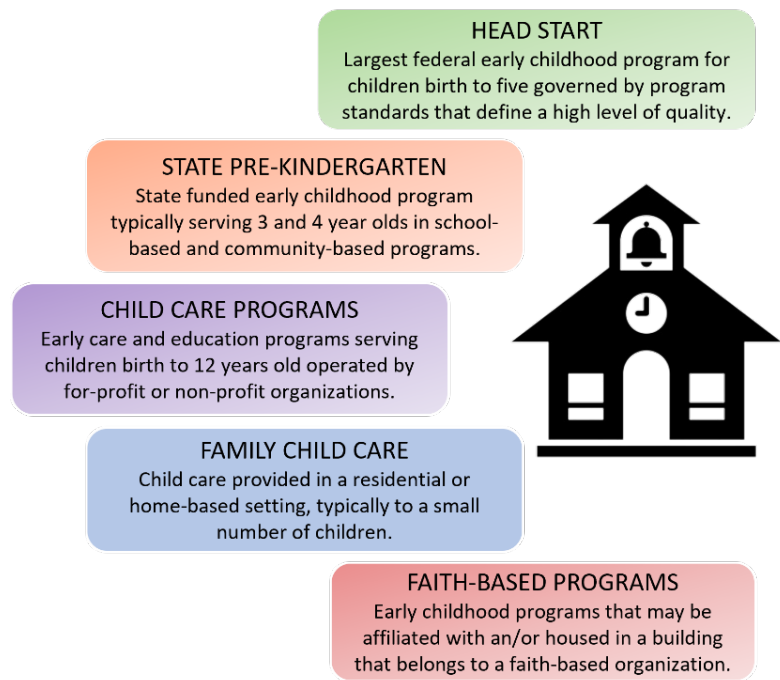 HEAD START
Largest federal early childhood program for
children birth to five governed by program
standards that define a high level of quality.
STATE PRE-KINDERGARTEN
State funded early childhood program
typically serving 3 and 4 year olds in school-
based and community-based programs.
CHILD CARE PROGRAMS
Early care and education programs serving
children birth to 12 years old operated by
for-profit or non-profit organizations.
FAMILY CHILD CARE
Child care provided in a residential or
home-based setting, typically to a small
number of children.
FAITH-BASED PROGRAMS
Early childhood programs that may be
affiliated with an/or housed in a building
that belongs to a faith-based organization.